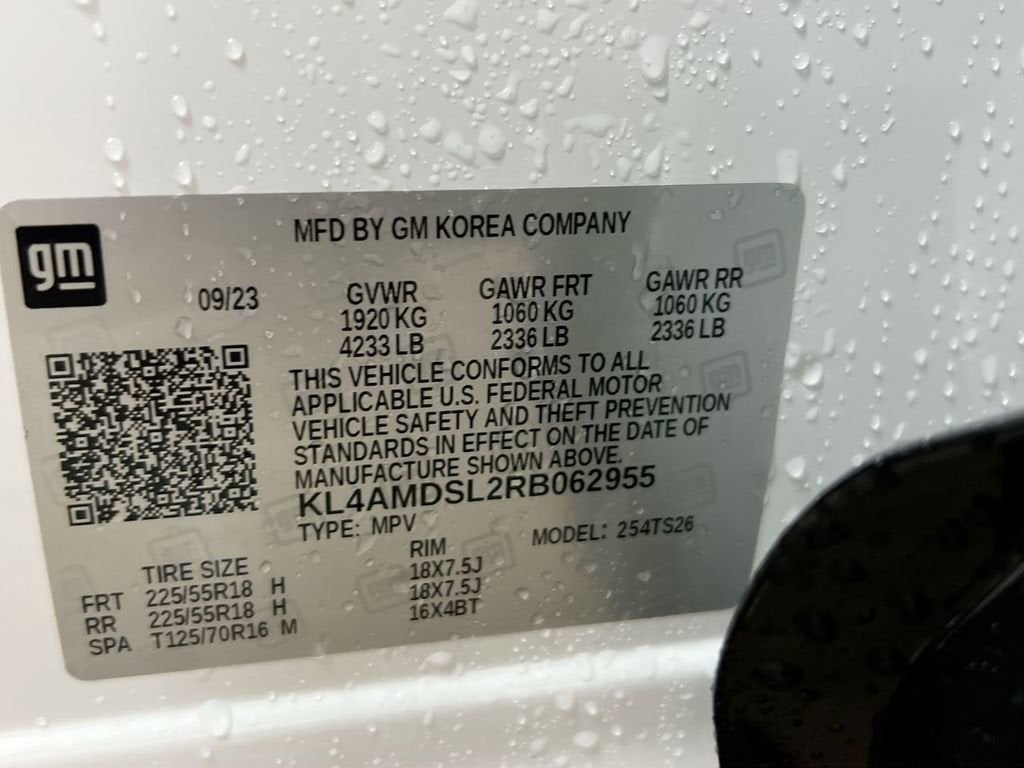 gm
MFD BY GM KOREA COMPANY
09/23
GVWR
1920 KG
4233 LB
GAWR FRT
1060 KG
2336 LB
GAWR RR
1060 KG
2336 LB
THIS VEHICLE CONFORMS TO ALL
APPLICABLE U.S. FEDERAL MOTOR
VEHICLE SAFETY AND THEFT PREVENTION
STANDARDS IN EFFECT ON THE DATE OF
MANUFACTURE SHOWN ABOVE.
KL4AMDSL2RB062955
TYPE: MPV MODEL: 254TS26
TIRE SIZE RIM
FRT 225/55R18 H 18X7.5J
RR 225/55R18 H 18X7.5J
SPA T125/70R16 M 16X4BT